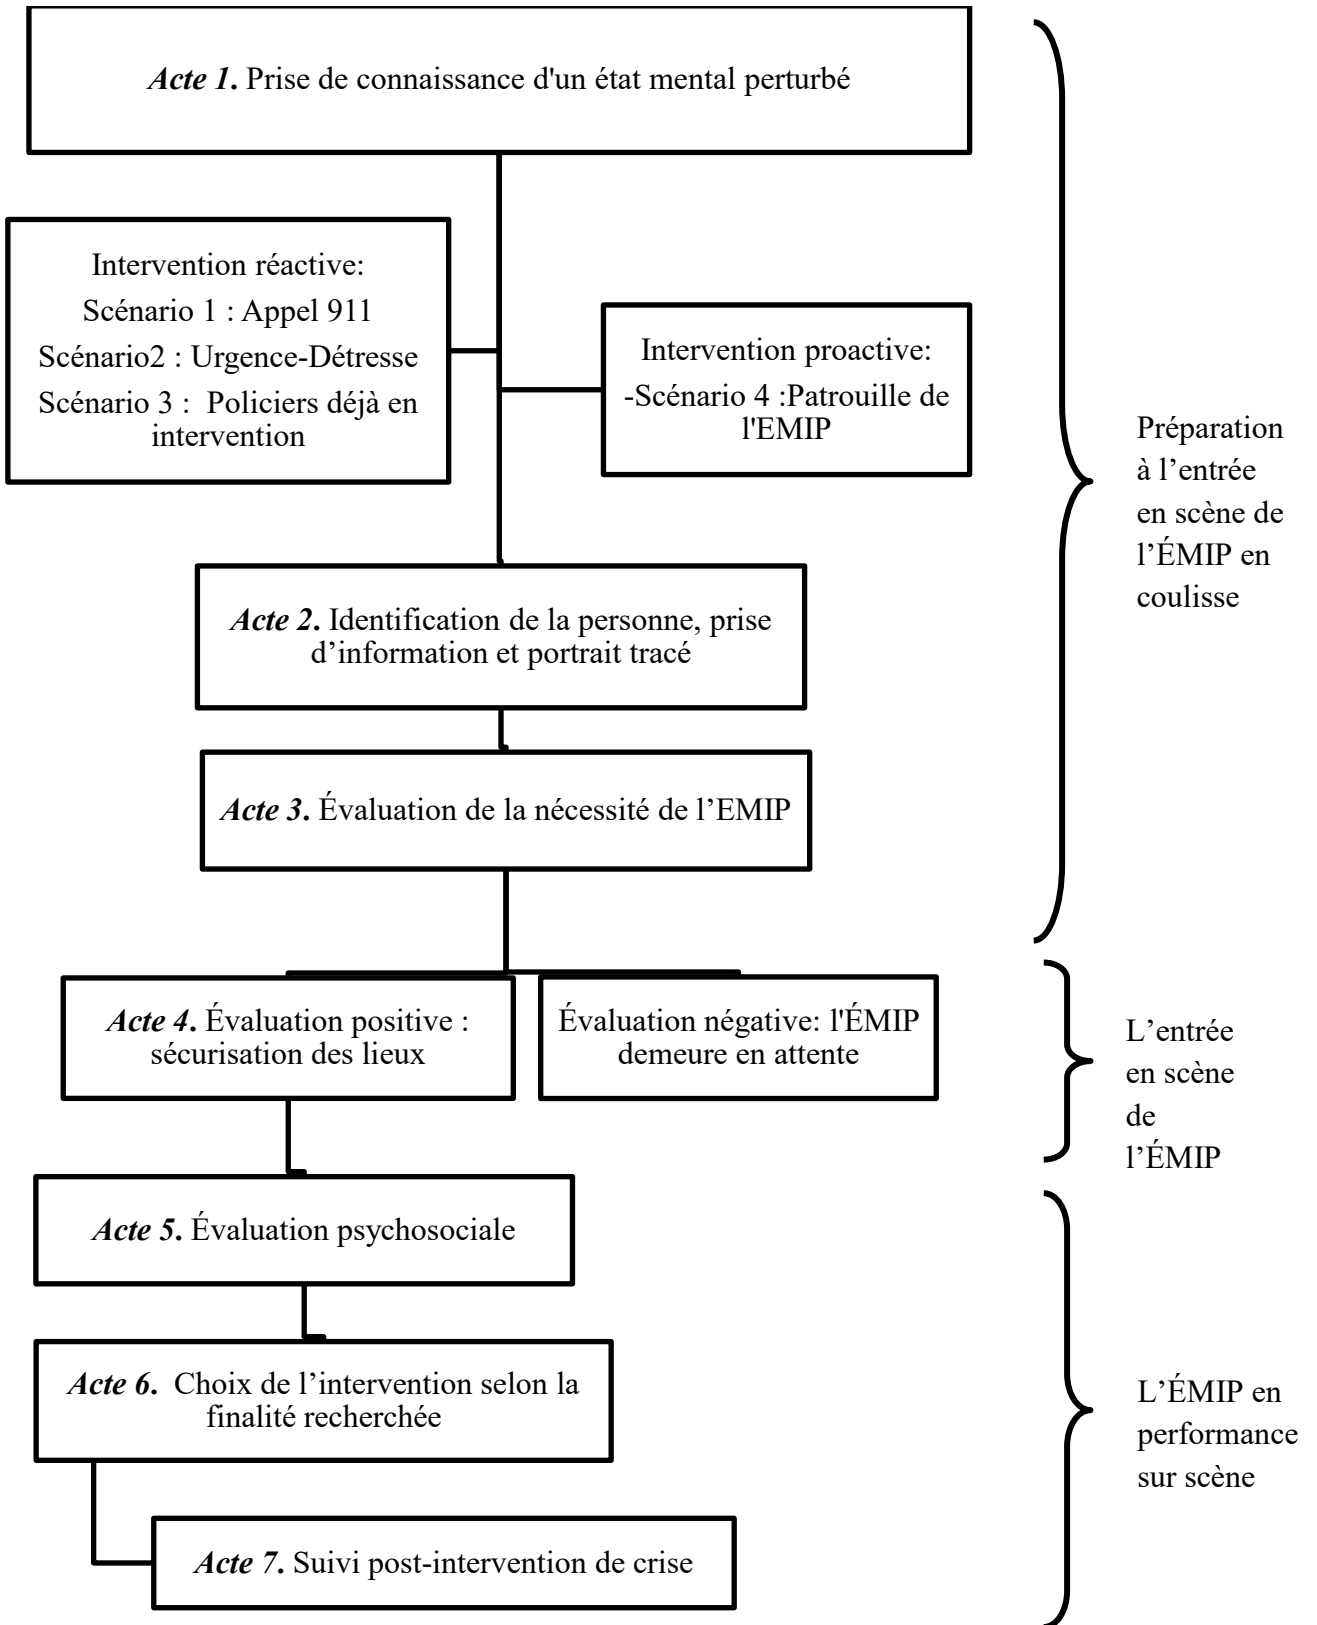 Acte 1. Prise de connaissance d'un état mental perturbé
Intervention réactive:
Scénario 1 : Appel 911
Scénario2 : Urgence-Détresse
Scénario 3 :  Policiers déjà en
intervention
Intervention proactive:
-Scénario 4 :Patrouille de
l'EMIP
Acte 2. Identification de la personne, prise
d’information et portrait tracé
Acte 3. Évaluation de la nécessité de l’EMIP
Préparation
à l’entrée
en scène de
l’ÉMIP en
coulisse
Acte 4. Évaluation positive :
sécurisation des lieux
Évaluation négative: l'ÉMIP
demeure en attente
L’entrée
en scène
de
l’ÉMIP
Acte 5. Évaluation psychosociale
Acte 6.  Choix de l’intervention selon la
finalité recherchée
Acte 7. Suivi post-intervention de crise
L’ÉMIP en
performance
sur scène